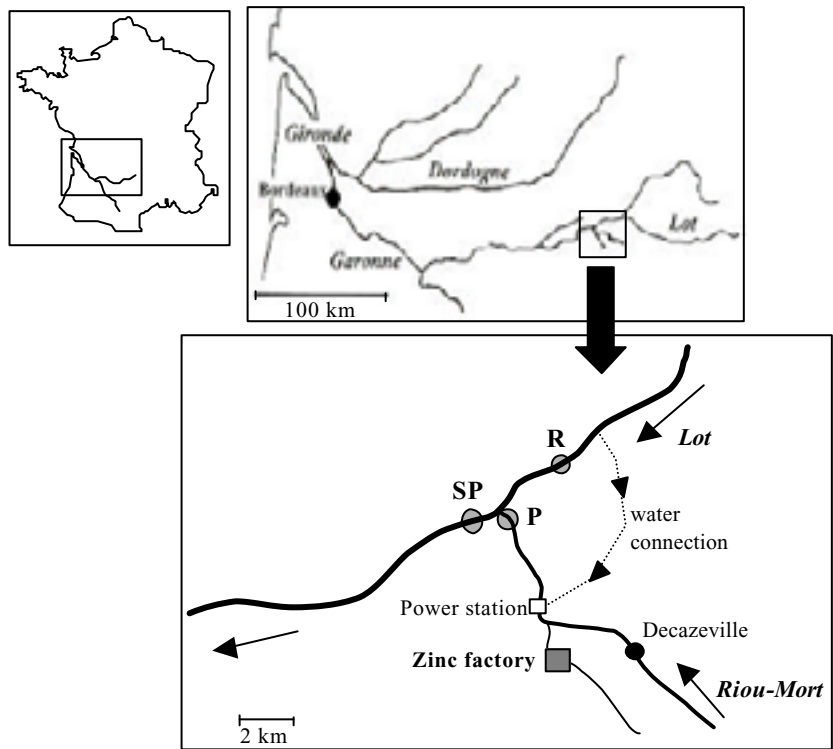 Gironde
Dordogne
Bordeaux
Lot
Garonne
100 km
R
Lot
SP
P
water
connection
Power station
Decazeville
Zinc factory
Riou-Mort
2 km